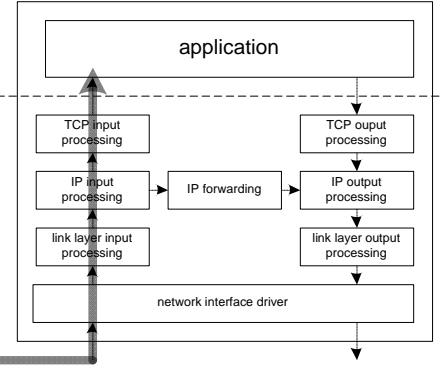 application
TCP input
processing
TCP ouput
processing
IP input
processing
IP forwarding
IP output
processing
link layer input
processing
link layer output
processing
network interface driver